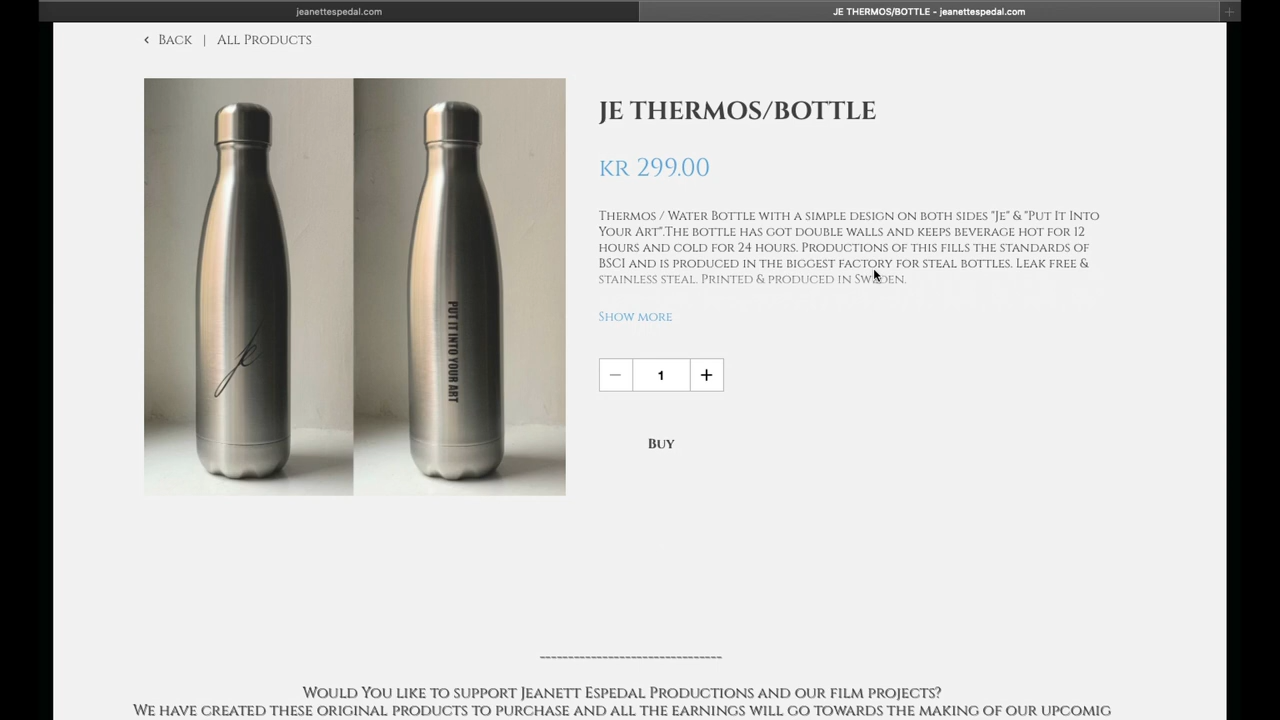 jeanettespedal.com
JE THERMOS/BOTTLE - jeanettespedal.com
Back | All Products
JE THERMOS/BOTTLE
KR 299.00
Thermos / Water Bottle with a simple design on both sides "Je" & "Put It Into
Your Art".The bottle has got double walls and keeps beverage hot for 12
hours and cold for 24 hours. Productions of this fills the standards of
BSCI and is produced in the biggest factory for steal bottles. Leak free &
stainless steal. Printed & produced in Sweden.
Show more
1
Buy
je
PUT IT INTO YOUR ART
--------------------------------
Would You like to support Jeanett Espedal Productions and our film projects?
We have created these original products to purchase and all the earnings will go towards the making of our upcomig